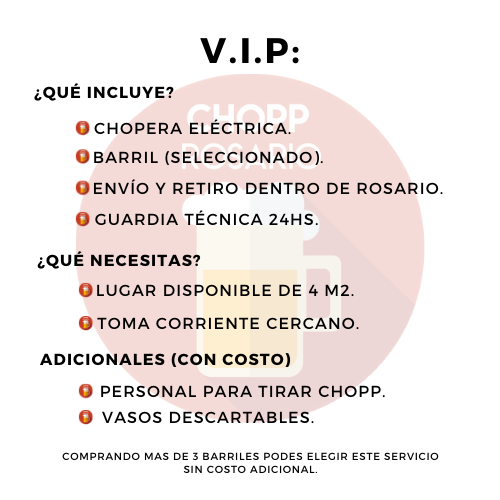 V.I.P:
¿QUÉ INCLUYE?
CHOPP
ROSARIO
CHOPERA ELÉCTRICA.
BARRIL (SELECCIONADO).
ENVÍO Y RETIRO DENTRO DE ROSARIO.
GUARDIA TÉCNICA 24HS.
¿QUÉ NECESITAS?
LUGAR DISPONIBLE DE 4 M2.
TOMA CORRIENTE CERCANO.
ADICIONALES (CON COSTO)
PERSONAL PARA TIRAR CHOPP.
VASOS DESCARTABLES.
COMPRANDO MAS DE 3 BARRILES PODES ELEGIR ESTE SERVICIO
SIN COSTO ADICIONAL.